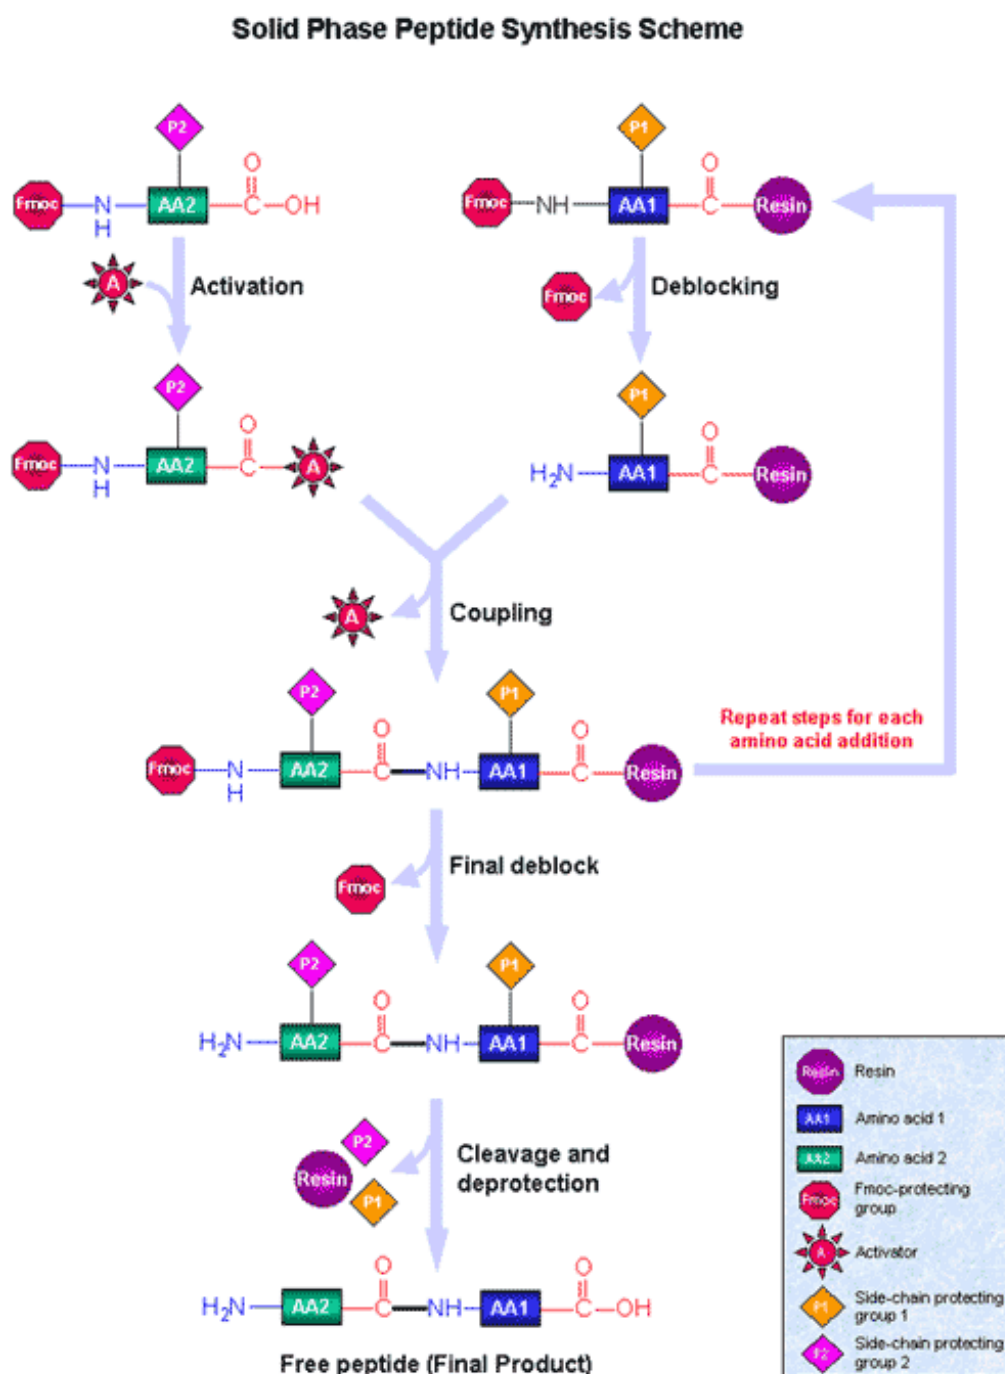 Solid Phase Peptide Synthesis Scheme
P2
P1
Fmoc N H AA2 C O OH
Fmoc NH AA1 C O Resin
A Activation
Fmoc Deblocking
P2
P1
Fmoc N H AA2 C O A
H₂N AA1 C O Resin
A Coupling
P2
P1
Repeat steps for each
amino acid addition
Fmoc N H AA2 C O NH AA1 C O Resin
Fmoc Final deblock
P2
P1
H₂N AA2 C O NH AA1 C O Resin
P2
Resin
P1
Cleavage and
deprotection
H₂N AA2 C O NH AA1 C O OH
Free peptide (Final Product)
Resin Resin
AA1 Amino acid 1
AA2 Amino acid 2
Fmoc Fmoc-protecting
group
A Activator
P1 Side-chain protecting
group 1
P2 Side-chain protecting
group 2